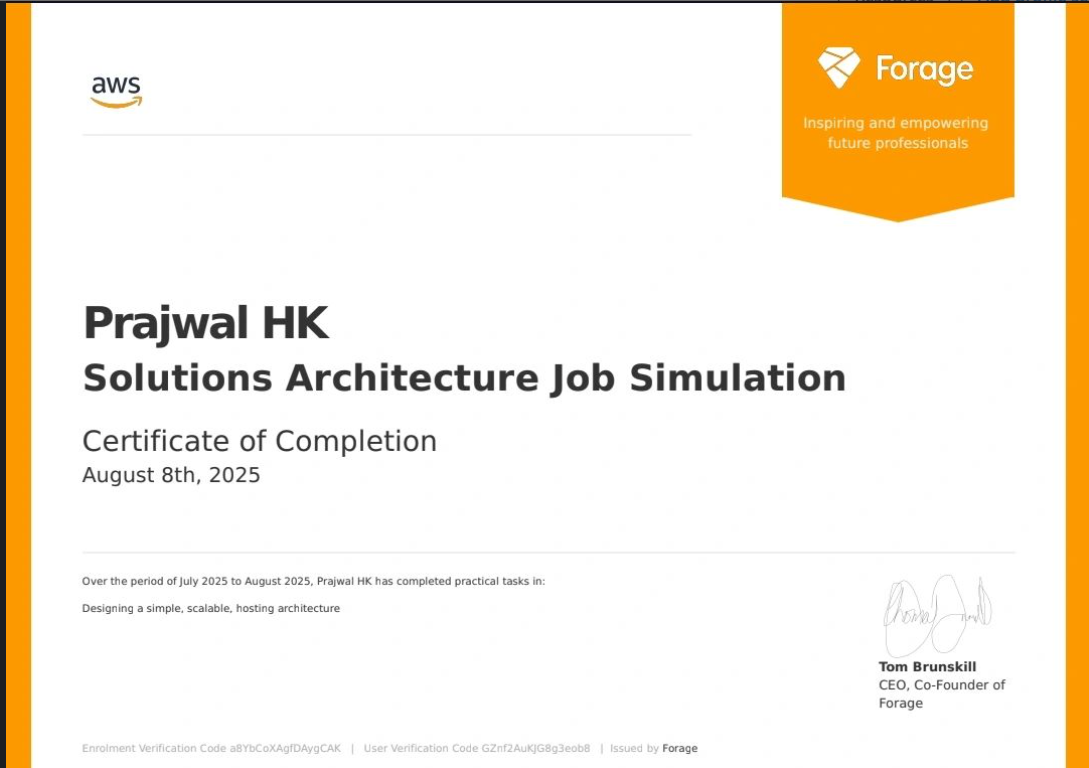 aws
Forage
Inspiring and empowering
future professionals
Prajwal HK
Solutions Architecture Job Simulation
Certificate of Completion
August 8th, 2025
Over the period of July 2025 to August 2025, Prajwal HK has completed practical tasks in:
Designing a simple, scalable, hosting architecture
Tom Brunskill
CEO, Co-Founder of
Forage
Enrolment Verification Code a8YbCoXAgfDAygCAK | User Verification Code GZnf2AuKJG8g3eob8 | Issued by Forage